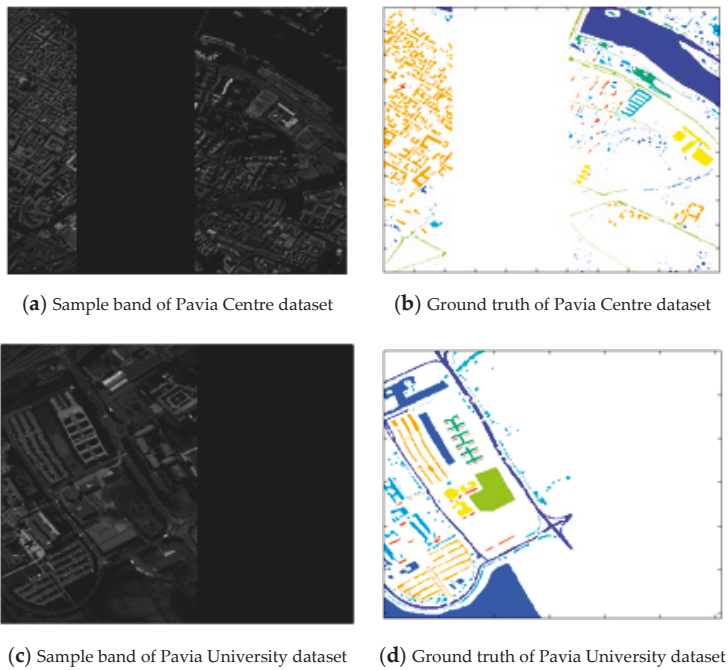 (a) Sample band of Pavia Centre dataset
(b) Ground truth of Pavia Centre dataset
(c) Sample band of Pavia University dataset
(d) Ground truth of Pavia University dataset